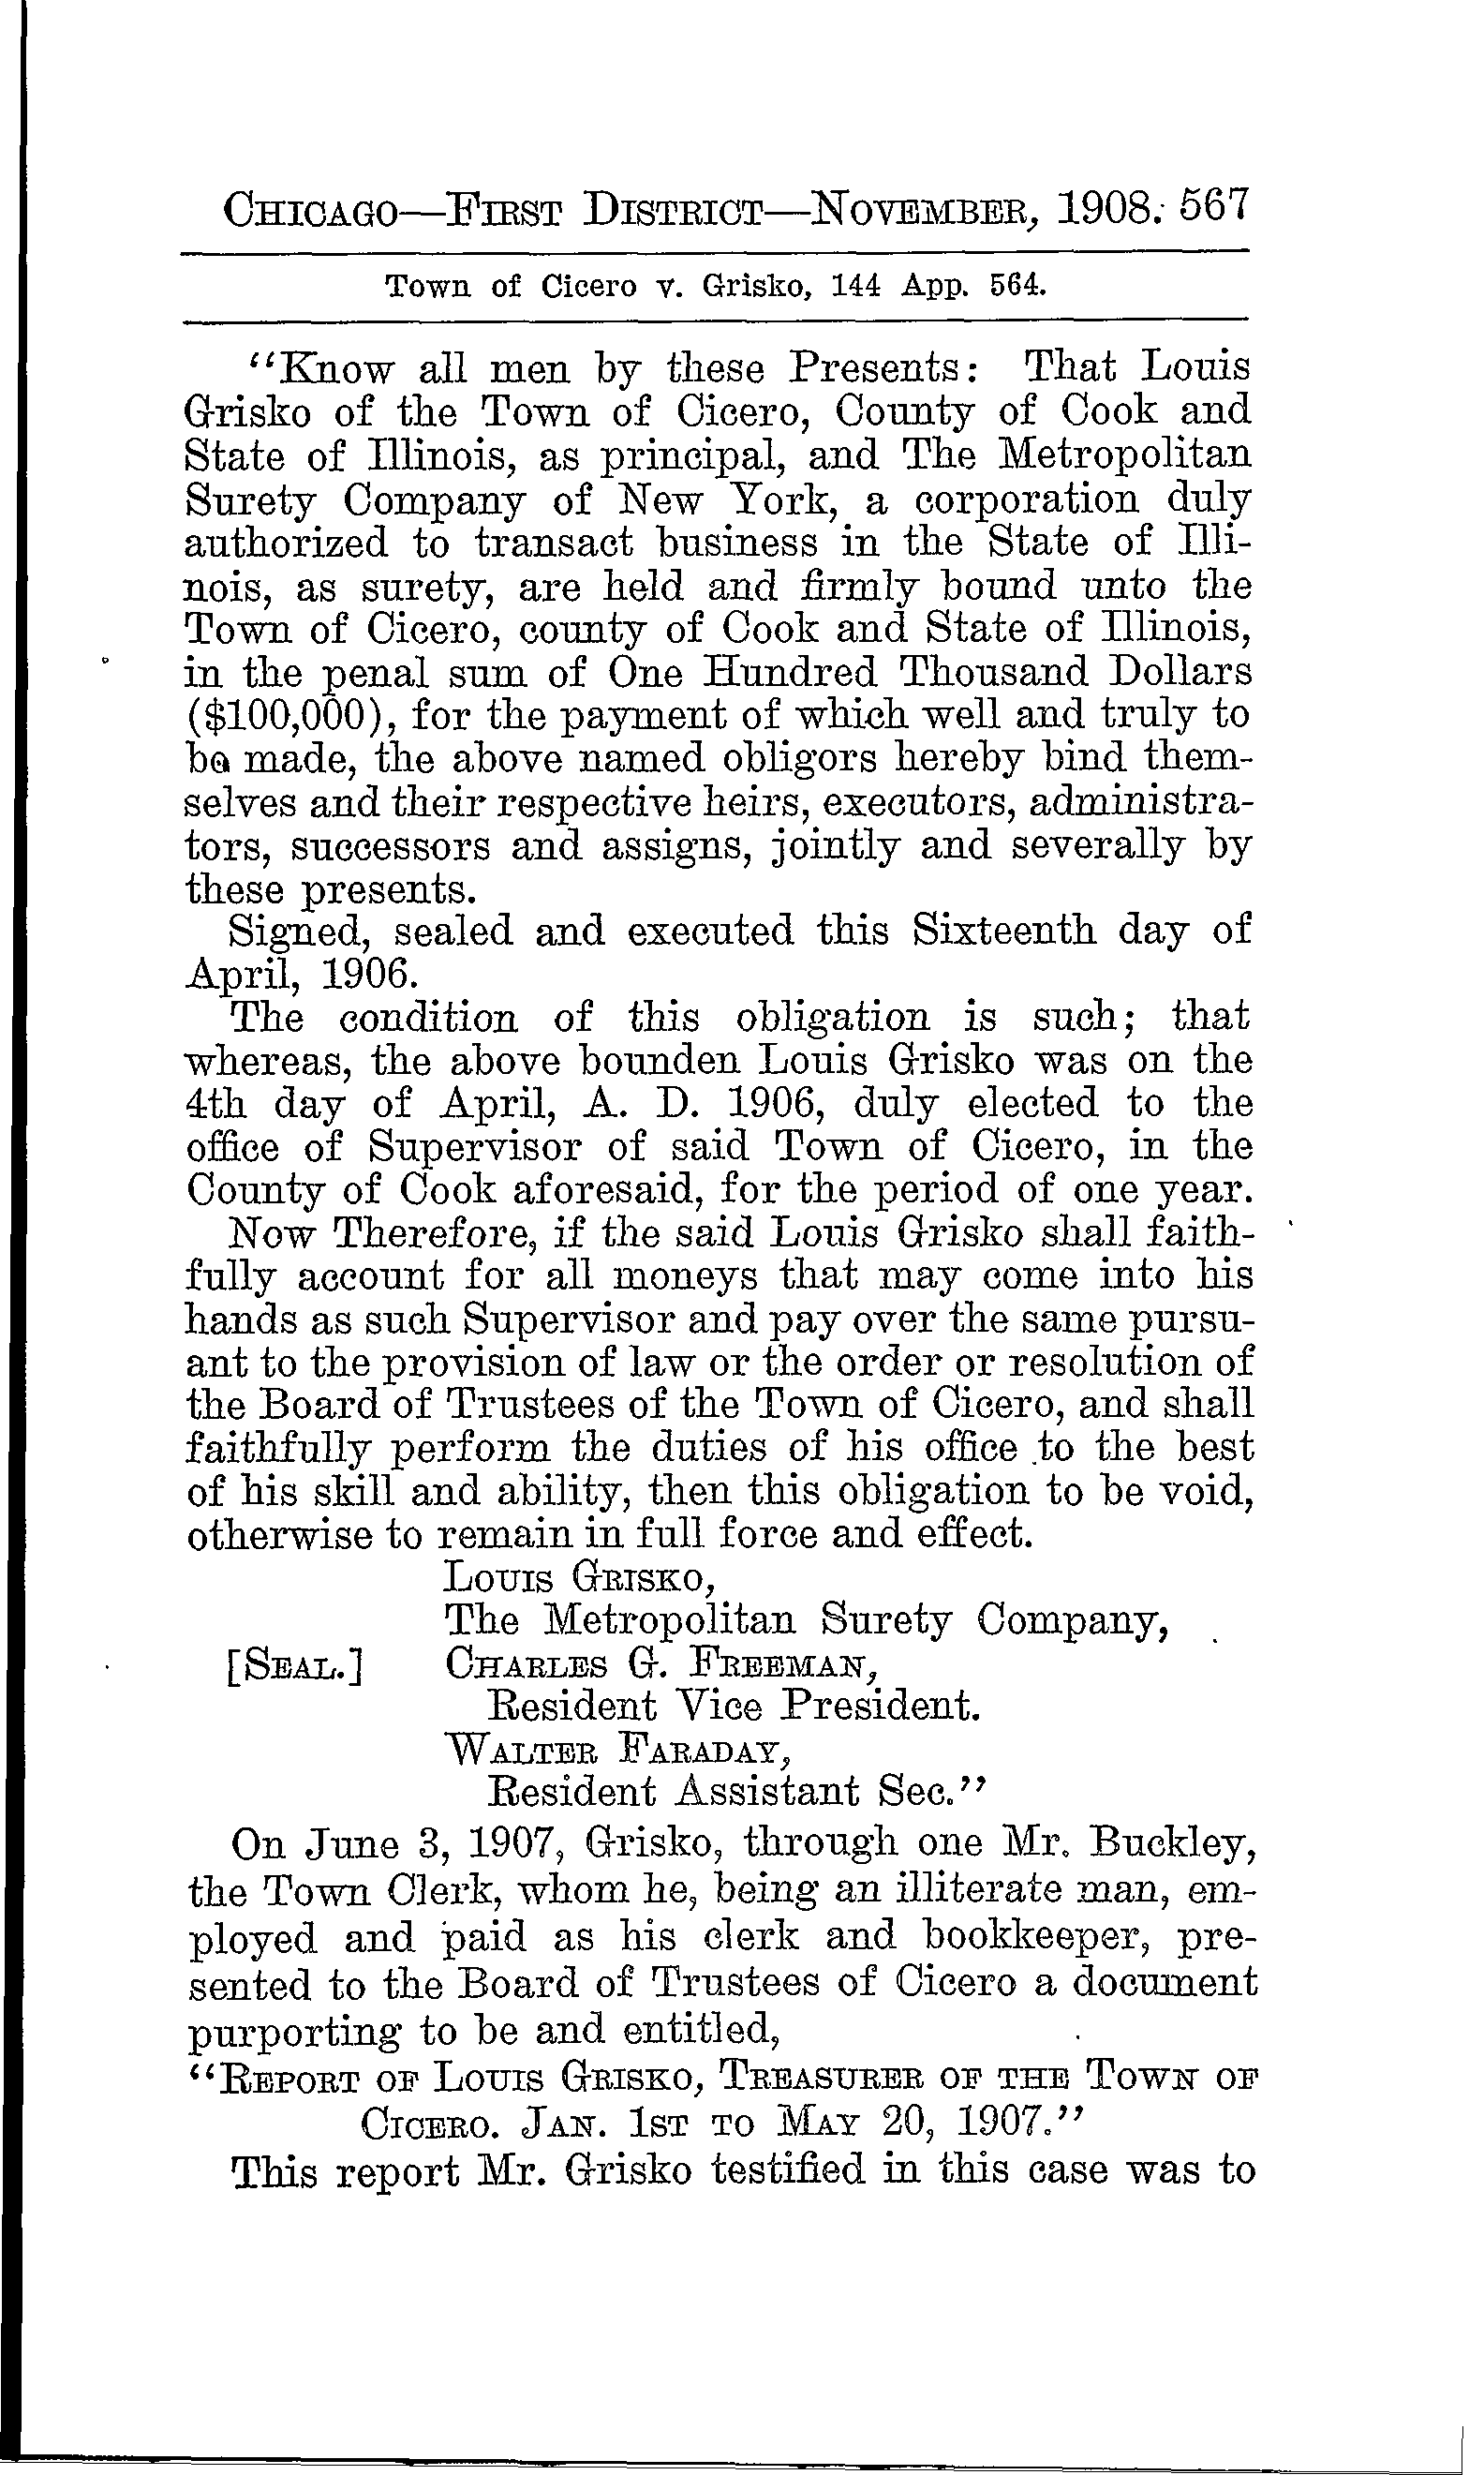 CHICAGO—FIRST DISTRICT—NOVEMBER, 1908. 567
Town of Cicero v. Grisko, 144 App. 564.
"Know all men by these Presents: That Louis
Grisko of the Town of Cicero, County of Cook and
State of Illinois, as principal, and The Metropolitan
Surety Company of New York, a corporation duly
authorized to transact business in the State of Illi-
nois, as surety, are held and firmly bound unto the
Town of Cicero, county of Cook and State of Illinois,
in the penal sum of One Hundred Thousand Dollars
($100,000), for the payment of which well and truly to
be made, the above named obligors hereby bind them-
selves and their respective heirs, executors, administra-
tors, successors and assigns, jointly and severally by
these presents.
Signed, sealed and executed this Sixteenth day of
April, 1906.
The condition of this obligation is such; that
whereas, the above bounden Louis Grisko was on the
4th day of April, A. D. 1906, duly elected to the
office of Supervisor of said Town of Cicero, in the
County of Cook aforesaid, for the period of one year.
Now Therefore, if the said Louis Grisko shall faith-
fully account for all moneys that may come into his
hands as such Supervisor and pay over the same pursu-
ant to the provision of law or the order or resolution of
the Board of Trustees of the Town of Cicero, and shall
faithfully perform the duties of his office to the best
of his skill and ability, then this obligation to be void,
otherwise to remain in full force and effect.
LOUIS GRISKO,
The Metropolitan Surety Company,
[SEAL.] CHARLES G. FREEMAN,
Resident Vice President.
WALTER FARADAY,
Resident Assistant Sec."
On June 3, 1907, Grisko, through one Mr. Buckley,
the Town Clerk, whom he, being an illiterate man, em-
ployed and paid as his clerk and bookkeeper, pre-
sented to the Board of Trustees of Cicero a document
purporting to be and entitled,
"REPORT OF LOUIS GRISKO, TREASURER OF THE TOWN OF
CICERO. JAN. 1ST TO MAY 20, 1907."
This report Mr. Grisko testified in this case was to